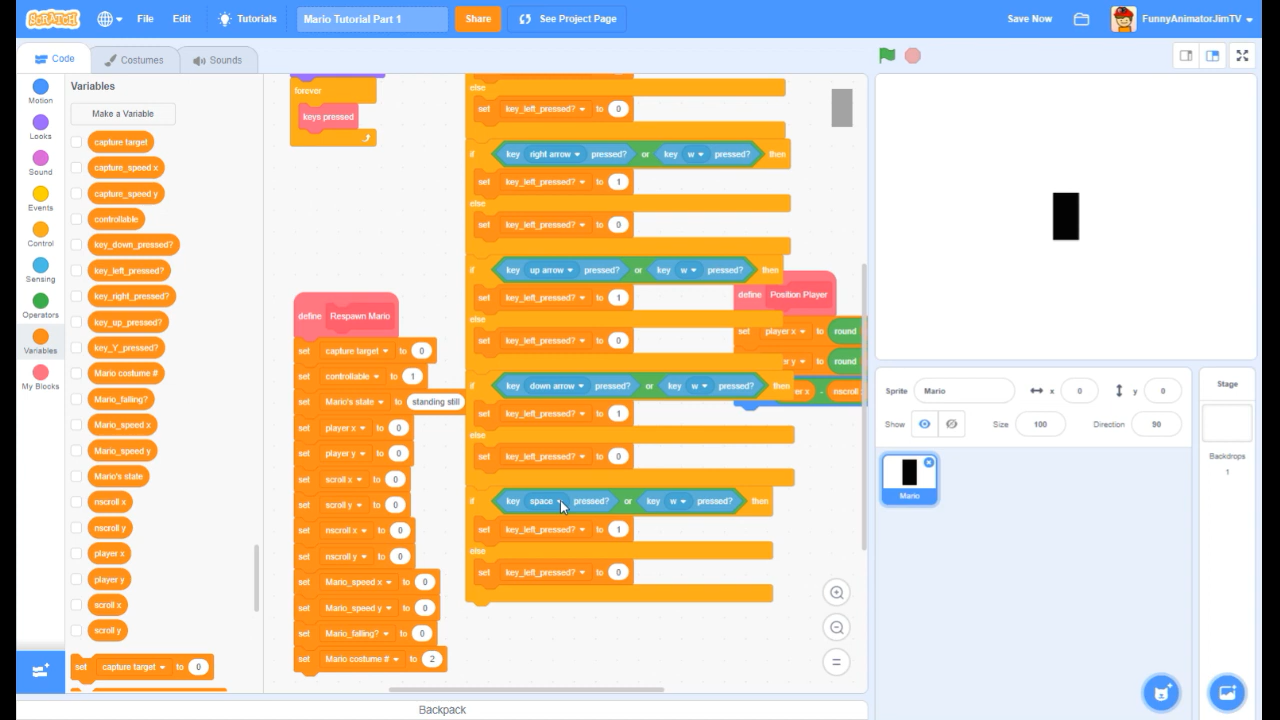 SCRATCH File Edit Tutorials Mario Tutorial Part 1 Share See Project Page Save Now FunnyAnimatorJimTV
Code Costumes Sounds
Motion
Looks
Sound
Events
Control
Sensing
Operators
Variables
My Blocks
Variables
Make a Variable
capture target
capture_speed x
capture_speed y
controllable
key_down_pressed?
key_left_pressed?
key_right_pressed?
key_up_pressed?
key_Y_pressed?
Mario costume #
Mario_falling?
Mario_speed x
Mario_speed y
Mario's state
nscroll x
nscroll y
player x
player y
scroll x
scroll y
set capture target to 0
forever
keys pressed
define Respawn Mario
set capture target to 0
set controllable to 1
set Mario's state to standing still
set player x to 0
set player y to 0
set scroll x to 0
set scroll y to 0
set nscroll x to 0
set nscroll y to 0
set Mario_speed x to 0
set Mario_speed y to 0
set Mario_falling? to 0
set Mario costume # to 2
else
set key_left_pressed? to 0
if key right arrow pressed? or key w pressed? then
set key_left_pressed? to 1
else
set key_left_pressed? to 0
if key up arrow pressed? or key w pressed? then
set key_left_pressed? to 1
else
set key_left_pressed? to 0
if key down arrow pressed? or key w pressed? then
set key_left_pressed? to 1
else
set key_left_pressed? to 0
if key space pressed? or key w pressed? then
set key_left_pressed? to 1
else
set key_left_pressed? to 0
define Position Player
set player x to round
y to round
er x - nscroll
Sprite Mario x 0 y 0
Show Size 100 Direction 90
Mario
Stage
Backdrops
1
Backpack